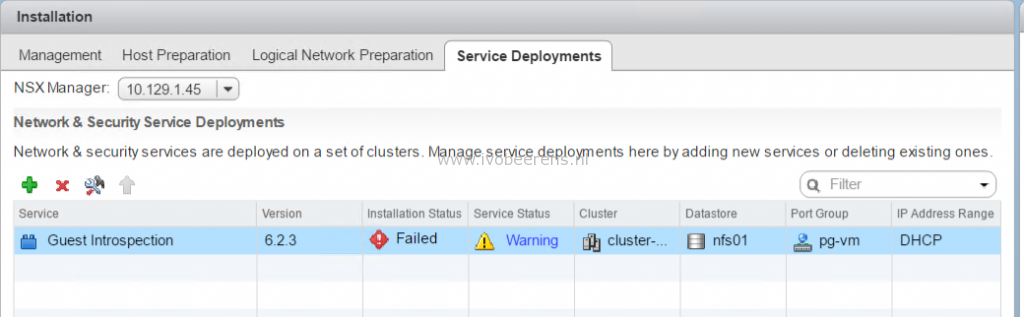 Installation
Management Host Preparation Logical Network Preparation Service Deployments
NSX Manager: 10.129.1.45
Network & Security Service Deployments
Network & security services are deployed on a set of clusters. Manage service deployments here by adding new services or deleting existing ones.
www.ivobeerens.nl
Filter
Service Version Installation Status Service Status Cluster Datastore Port Group IP Address Range
Guest Introspection 6.2.3 Failed Warning cluster-... nfs01 pg-vm DHCP